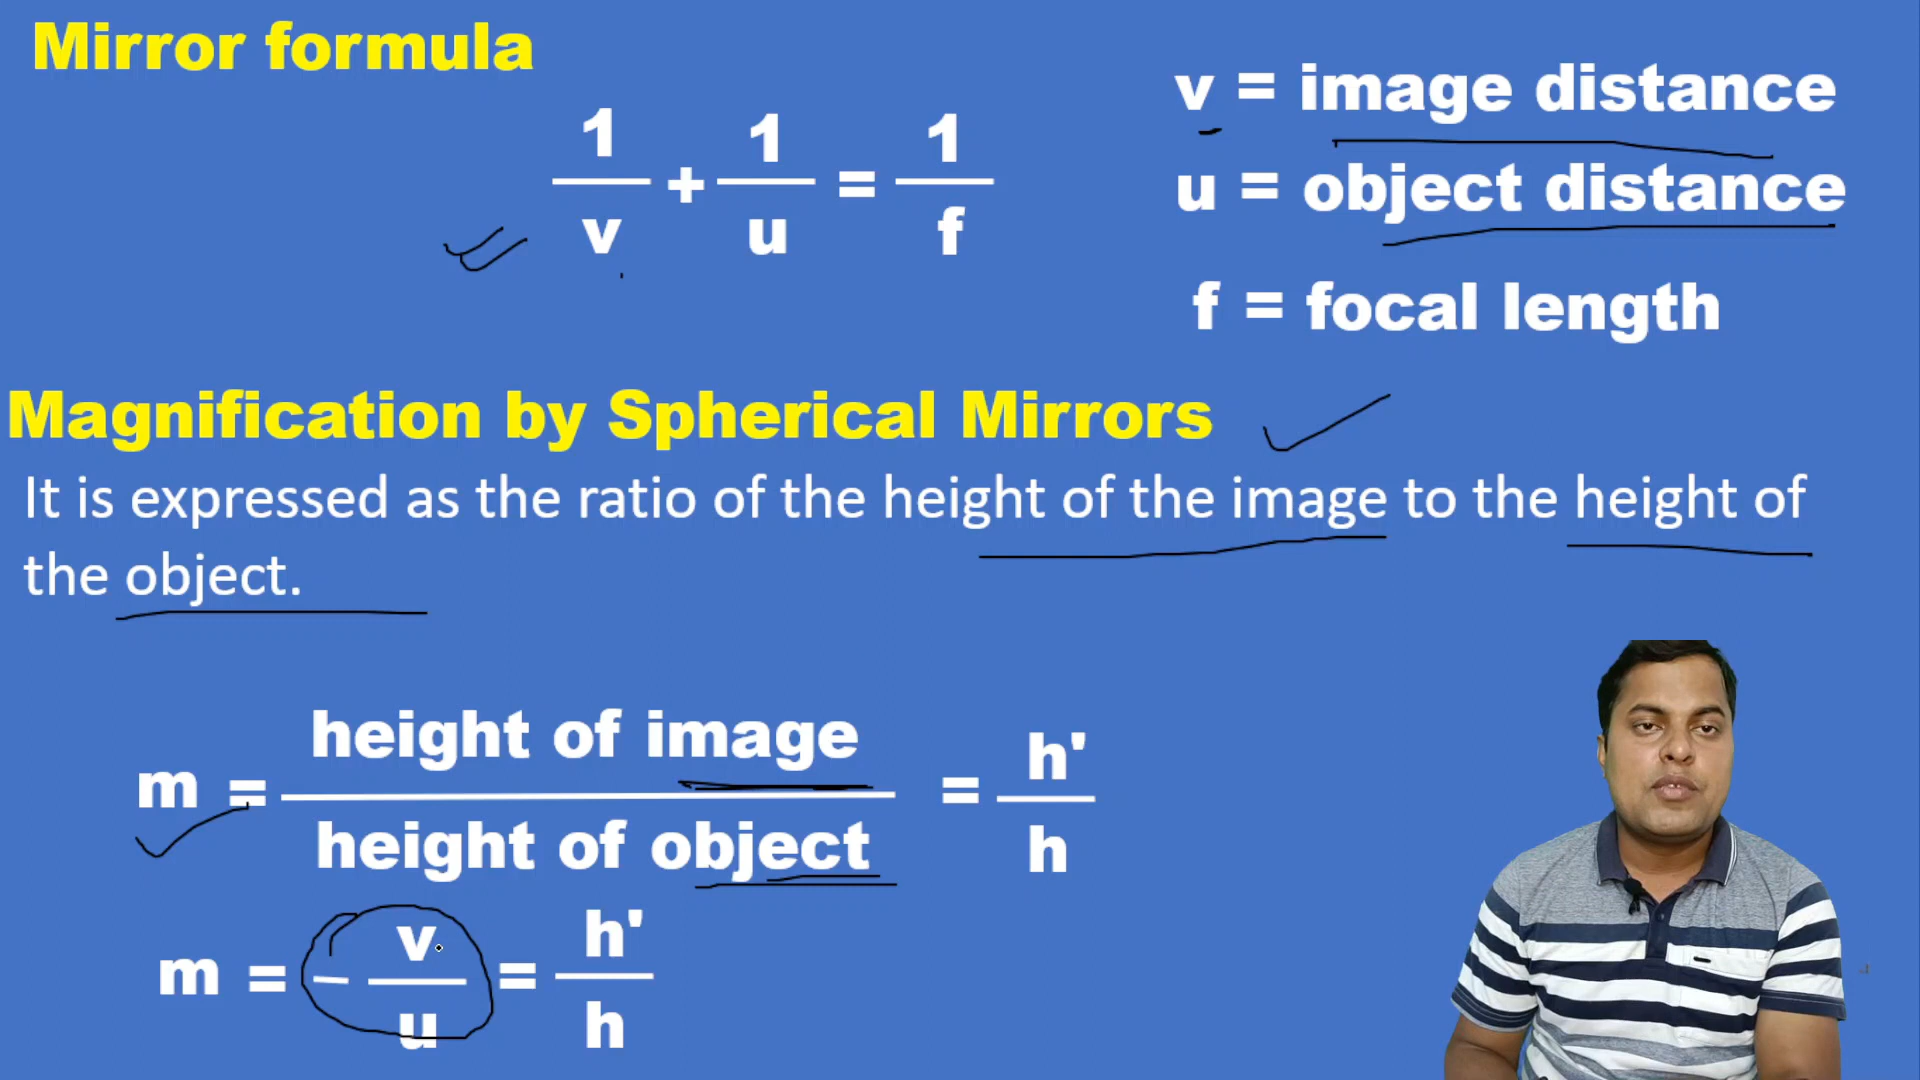 Mirror formula
1/v + 1/u = 1/f
v = image distance
u = object distance
f = focal length
Magnification by Spherical Mirrors
It is expressed as the ratio of the height of the image to the height of
the object.
m = height of image / height of object = h'/h
m = − v/u = h'/h